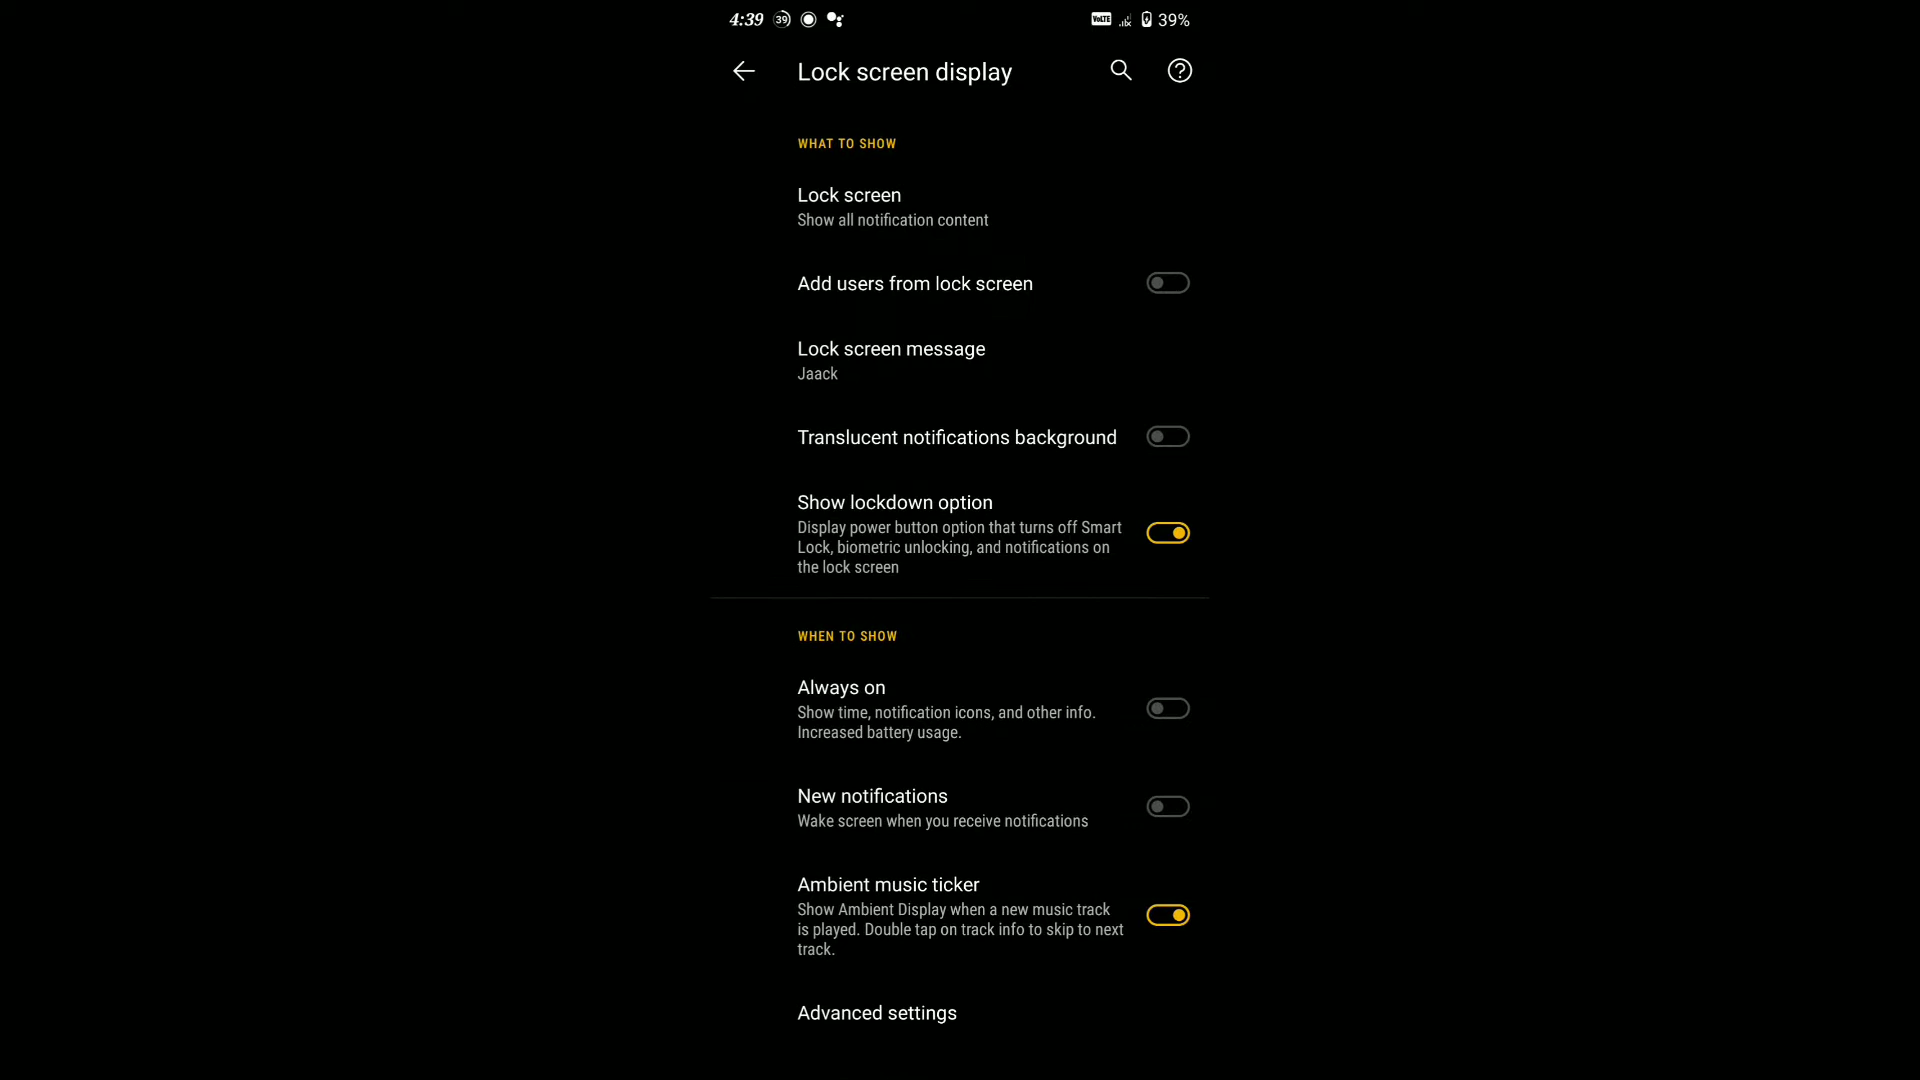 4:39 39 VoLTE 39%
Lock screen display
WHAT TO SHOW
Lock screen
Show all notification content
Add users from lock screen
Lock screen message
Jaack
Translucent notifications background
Show lockdown option
Display power button option that turns off Smart
Lock, biometric unlocking, and notifications on
the lock screen
WHEN TO SHOW
Always on
Show time, notification icons, and other info.
Increased battery usage.
New notifications
Wake screen when you receive notifications
Ambient music ticker
Show Ambient Display when a new music track
is played. Double tap on track info to skip to next
track.
Advanced settings